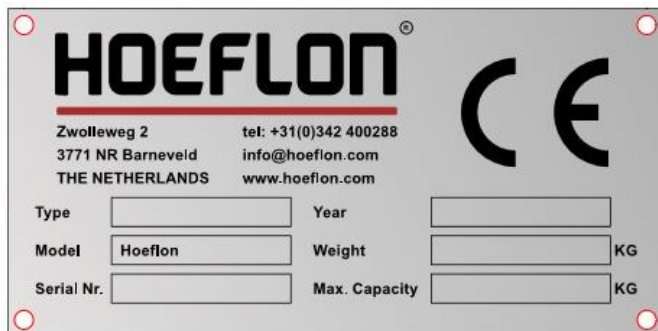 HOEFLON®
CE
Zwolleweg 2 tel: +31(0)342 400288
3771 NR Barneveld info@hoeflon.com
THE NETHERLANDS www.hoeflon.com
Type Year
Model Hoeflon Weight KG
Serial Nr. Max. Capacity KG